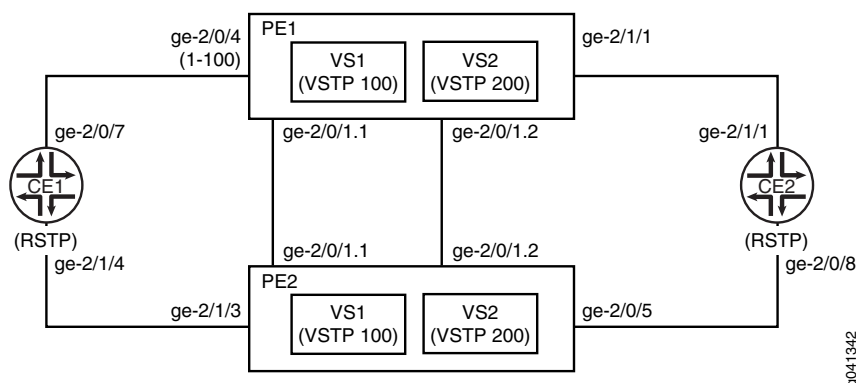 PE1
ge-2/0/4
(1-100)
VS1
(VSTP 100)
VS2
(VSTP 200)
ge-2/1/1
ge-2/0/7
ge-2/0/1.1
ge-2/0/1.2
ge-2/1/1
CE1
CE2
(RSTP)
(RSTP)
ge-2/1/4
ge-2/0/1.1
ge-2/0/1.2
ge-2/0/8
PE2
ge-2/1/3
VS1
(VSTP 100)
VS2
(VSTP 200)
ge-2/0/5
g041342